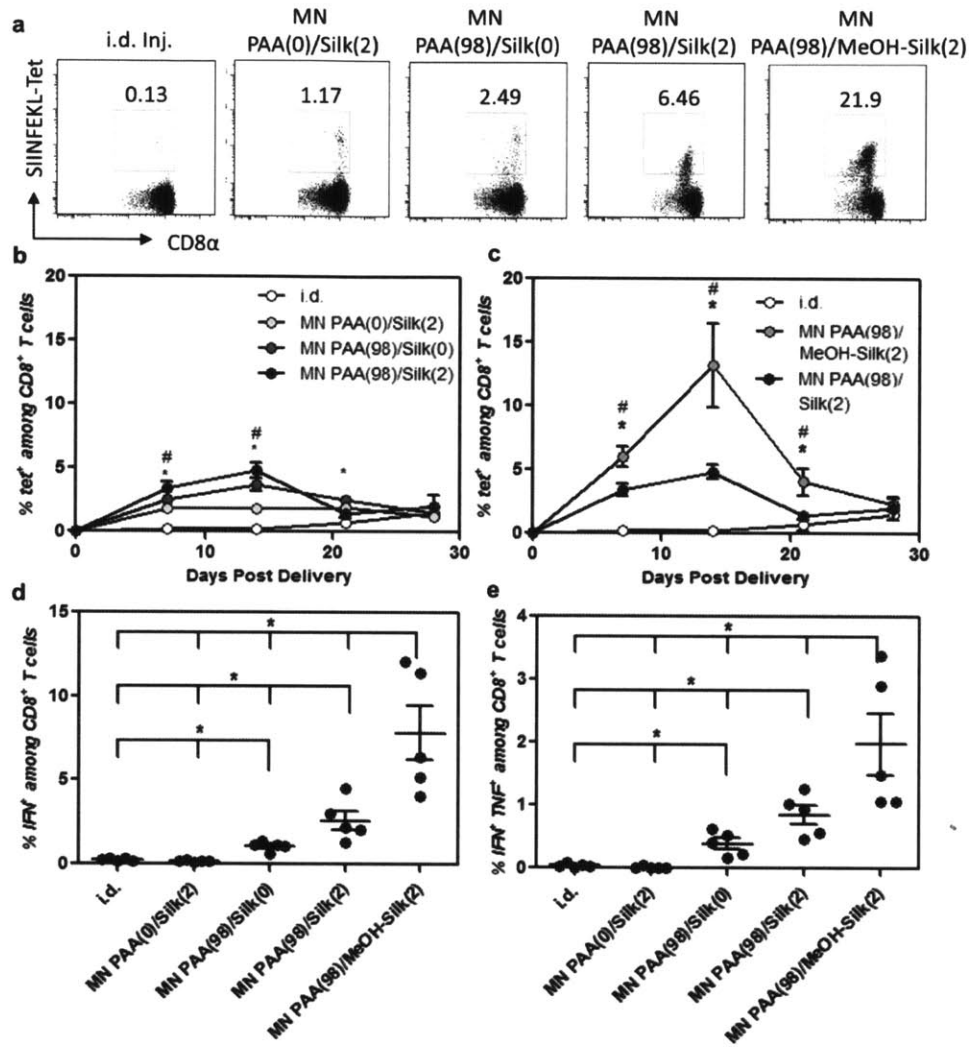 a
i.d. Inj.
MN
PAA(0)/Silk(2)
MN
PAA(98)/Silk(0)
MN
PAA(98)/Silk(2)
MN
PAA(98)/MeOH-Silk(2)
0.13
1.17
2.49
6.46
21.9
SIINFEKL-Tet
CD8α
b
20
15
10
5
0
% tet+ among CD8+ T cells
i.d.
MN PAA(0)/Silk(2)
MN PAA(98)/Silk(0)
MN PAA(98)/Silk(2)
#
*
#
*
*
0
10
20
30
Days Post Delivery
c
20
15
10
5
0
% tet+ among CD8+ T cells
i.d.
MN PAA(98)/
MeOH-Silk(2)
MN PAA(98)/
Silk(2)
#
*
#
*
#
*
0
10
20
30
Days Post Delivery
d
15
10
5
0
% IFN+ among CD8+ T cells
*
*
*
i.d.
MN PAA(0)/Silk(2)
MN PAA(98)/Silk(0)
MN PAA(98)/Silk(2)
MN PAA(98)/MeOH-Silk(2)
e
4
3
2
1
0
% IFN+ TNF+ among CD8+ T cells
*
*
*
i.d.
MN PAA(0)/Silk(2)
MN PAA(98)/Silk(0)
MN PAA(98)/Silk(2)
MN PAA(98)/MeOH-Silk(2)